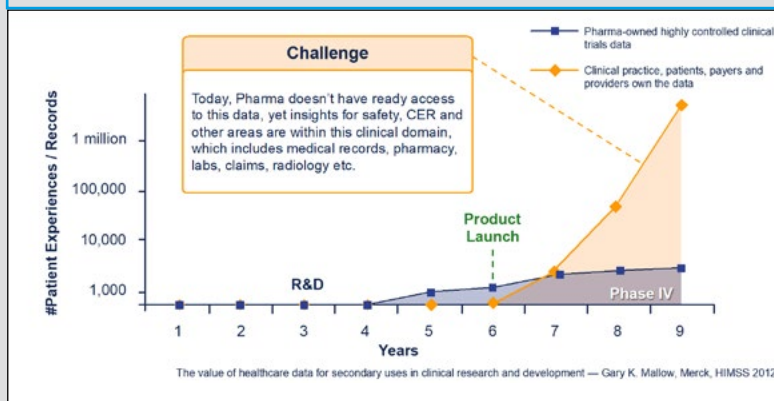 Challenge
Today, Pharma doesn't have ready access
to this data, yet insights for safety, CER and
other areas are within this clinical domain,
which includes medical records, pharmacy,
labs, claims, radiology etc.
Pharma-owned highly controlled clinical
trials data
Clinical practice, patients, payers and
providers own the data
#Patient Experiences / Records
1 million
100,000
10,000
1,000
R&D
Product
Launch
Phase IV
1 2 3 4 5 6 7 8 9
Years
The value of healthcare data for secondary uses in clinical research and development — Gary K. Mallow, Merck, HIMSS 2012